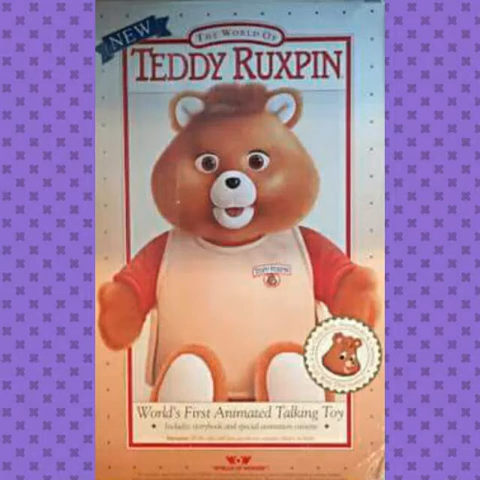 NEW
THE WORLD OF
TEDDY RUXPIN
TEDDY RUXPIN
World's First Animated Talking Toy
Includes storybook and special animation cassette
WORLDS OF WONDER